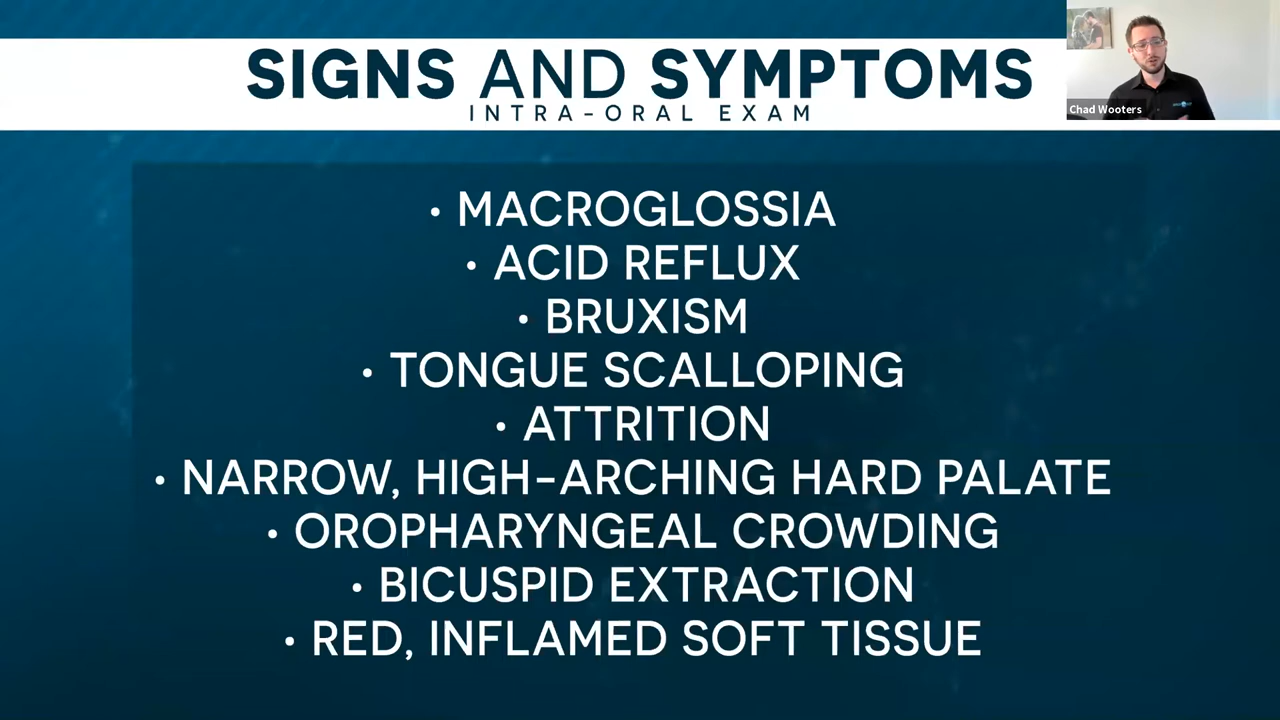 SIGNS AND SYMPTOMS
INTRA-ORAL EXAM
Chad Wooters
• MACROGLOSSIA
• ACID REFLUX
• BRUXISM
• TONGUE SCALLOPING
• ATTRITION
• NARROW, HIGH-ARCHING HARD PALATE
• OROPHARYNGEAL CROWDING
• BICUSPID EXTRACTION
• RED, INFLAMED SOFT TISSUE